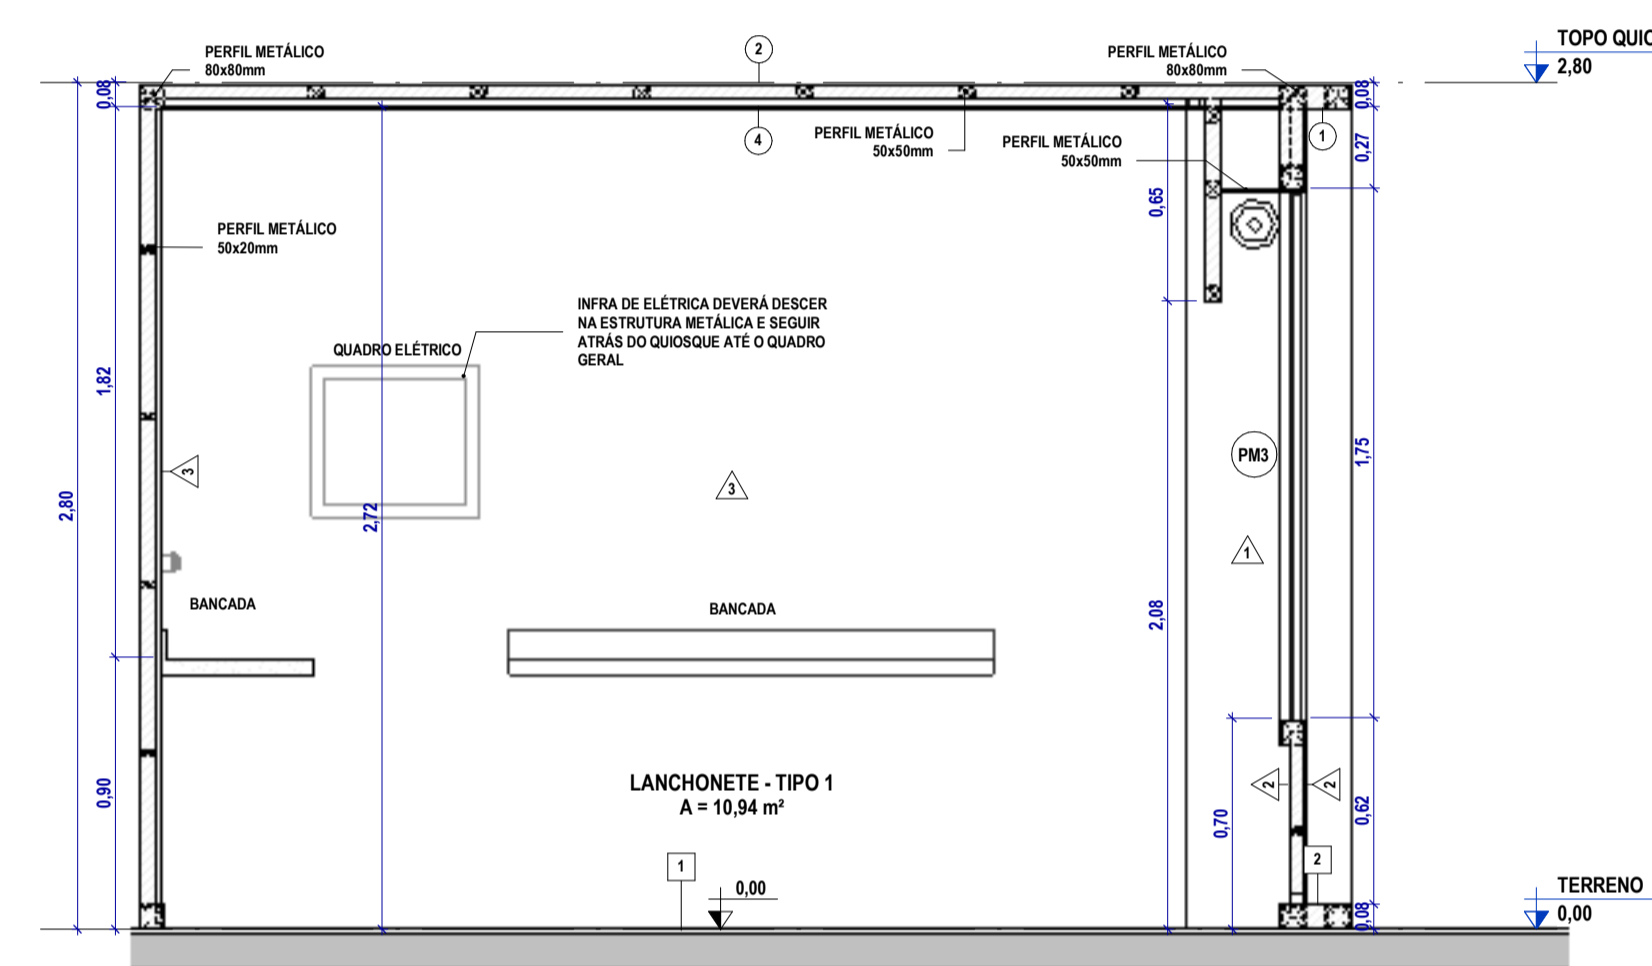 PERFIL METÁLICO
80x80mm
2
PERFIL METÁLICO
80x80mm
TOPO QUIO
2,80
0,08
0,08
4
PERFIL METÁLICO
50x50mm
PERFIL METÁLICO
50x50mm
1
0,27
0,65
PERFIL METÁLICO
50x20mm
INFRA DE ELÉTRICA DEVERÁ DESCER
NA ESTRUTURA METÁLICA E SEGUIR
ATRÁS DO QUIOSQUE ATÉ O QUADRO
GERAL
QUADRO ELÉTRICO
1,82
PM3
1,75
3
3
2,80
2,72
1
BANCADA
BANCADA
2,08
LANCHONETE - TIPO 1
A = 10,94 m²
0,90
2
2
0,70
0,62
1
0,00
2
TERRENO
0,00
0,08